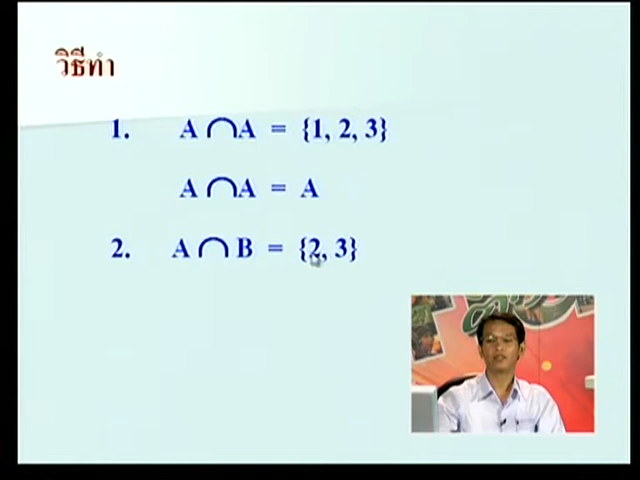 วิธีทำ
1. A ∩ A = {1, 2, 3}
A ∩ A = A
2. A ∩ B = {2, 3}